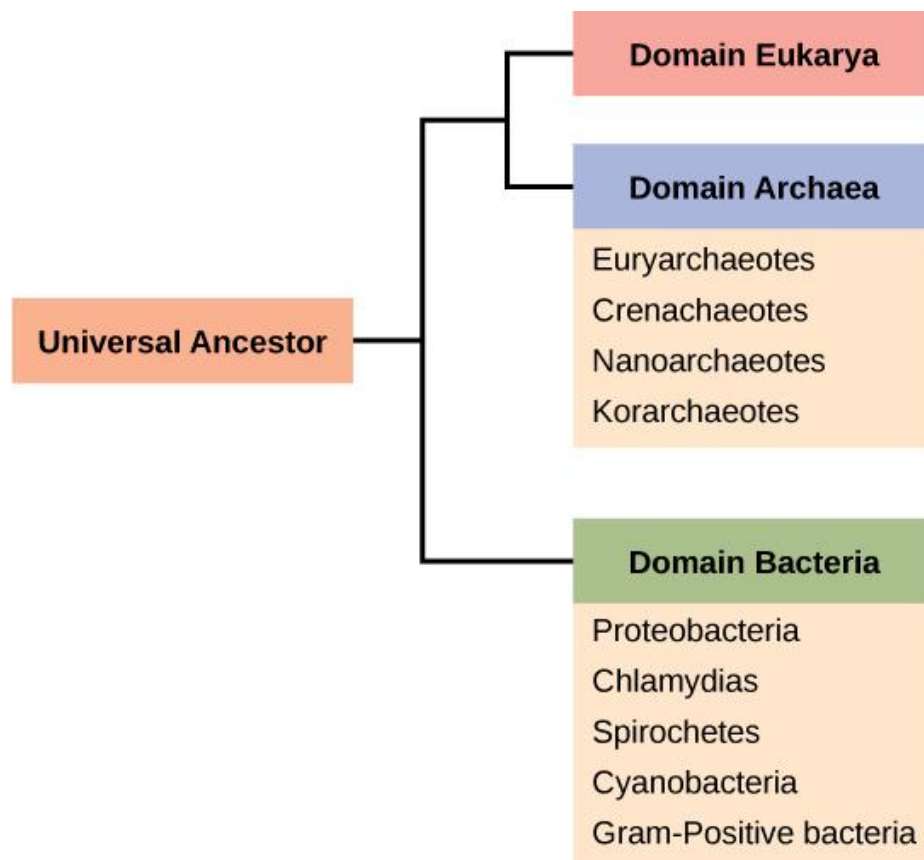 Domain Eukarya
Domain Archaea
Euryarchaeotes
Crenachaeotes
Nanoarchaeotes
Korarchaeotes
Universal Ancestor
Domain Bacteria
Proteobacteria
Chlamydias
Spirochetes
Cyanobacteria
Gram-Positive bacteria